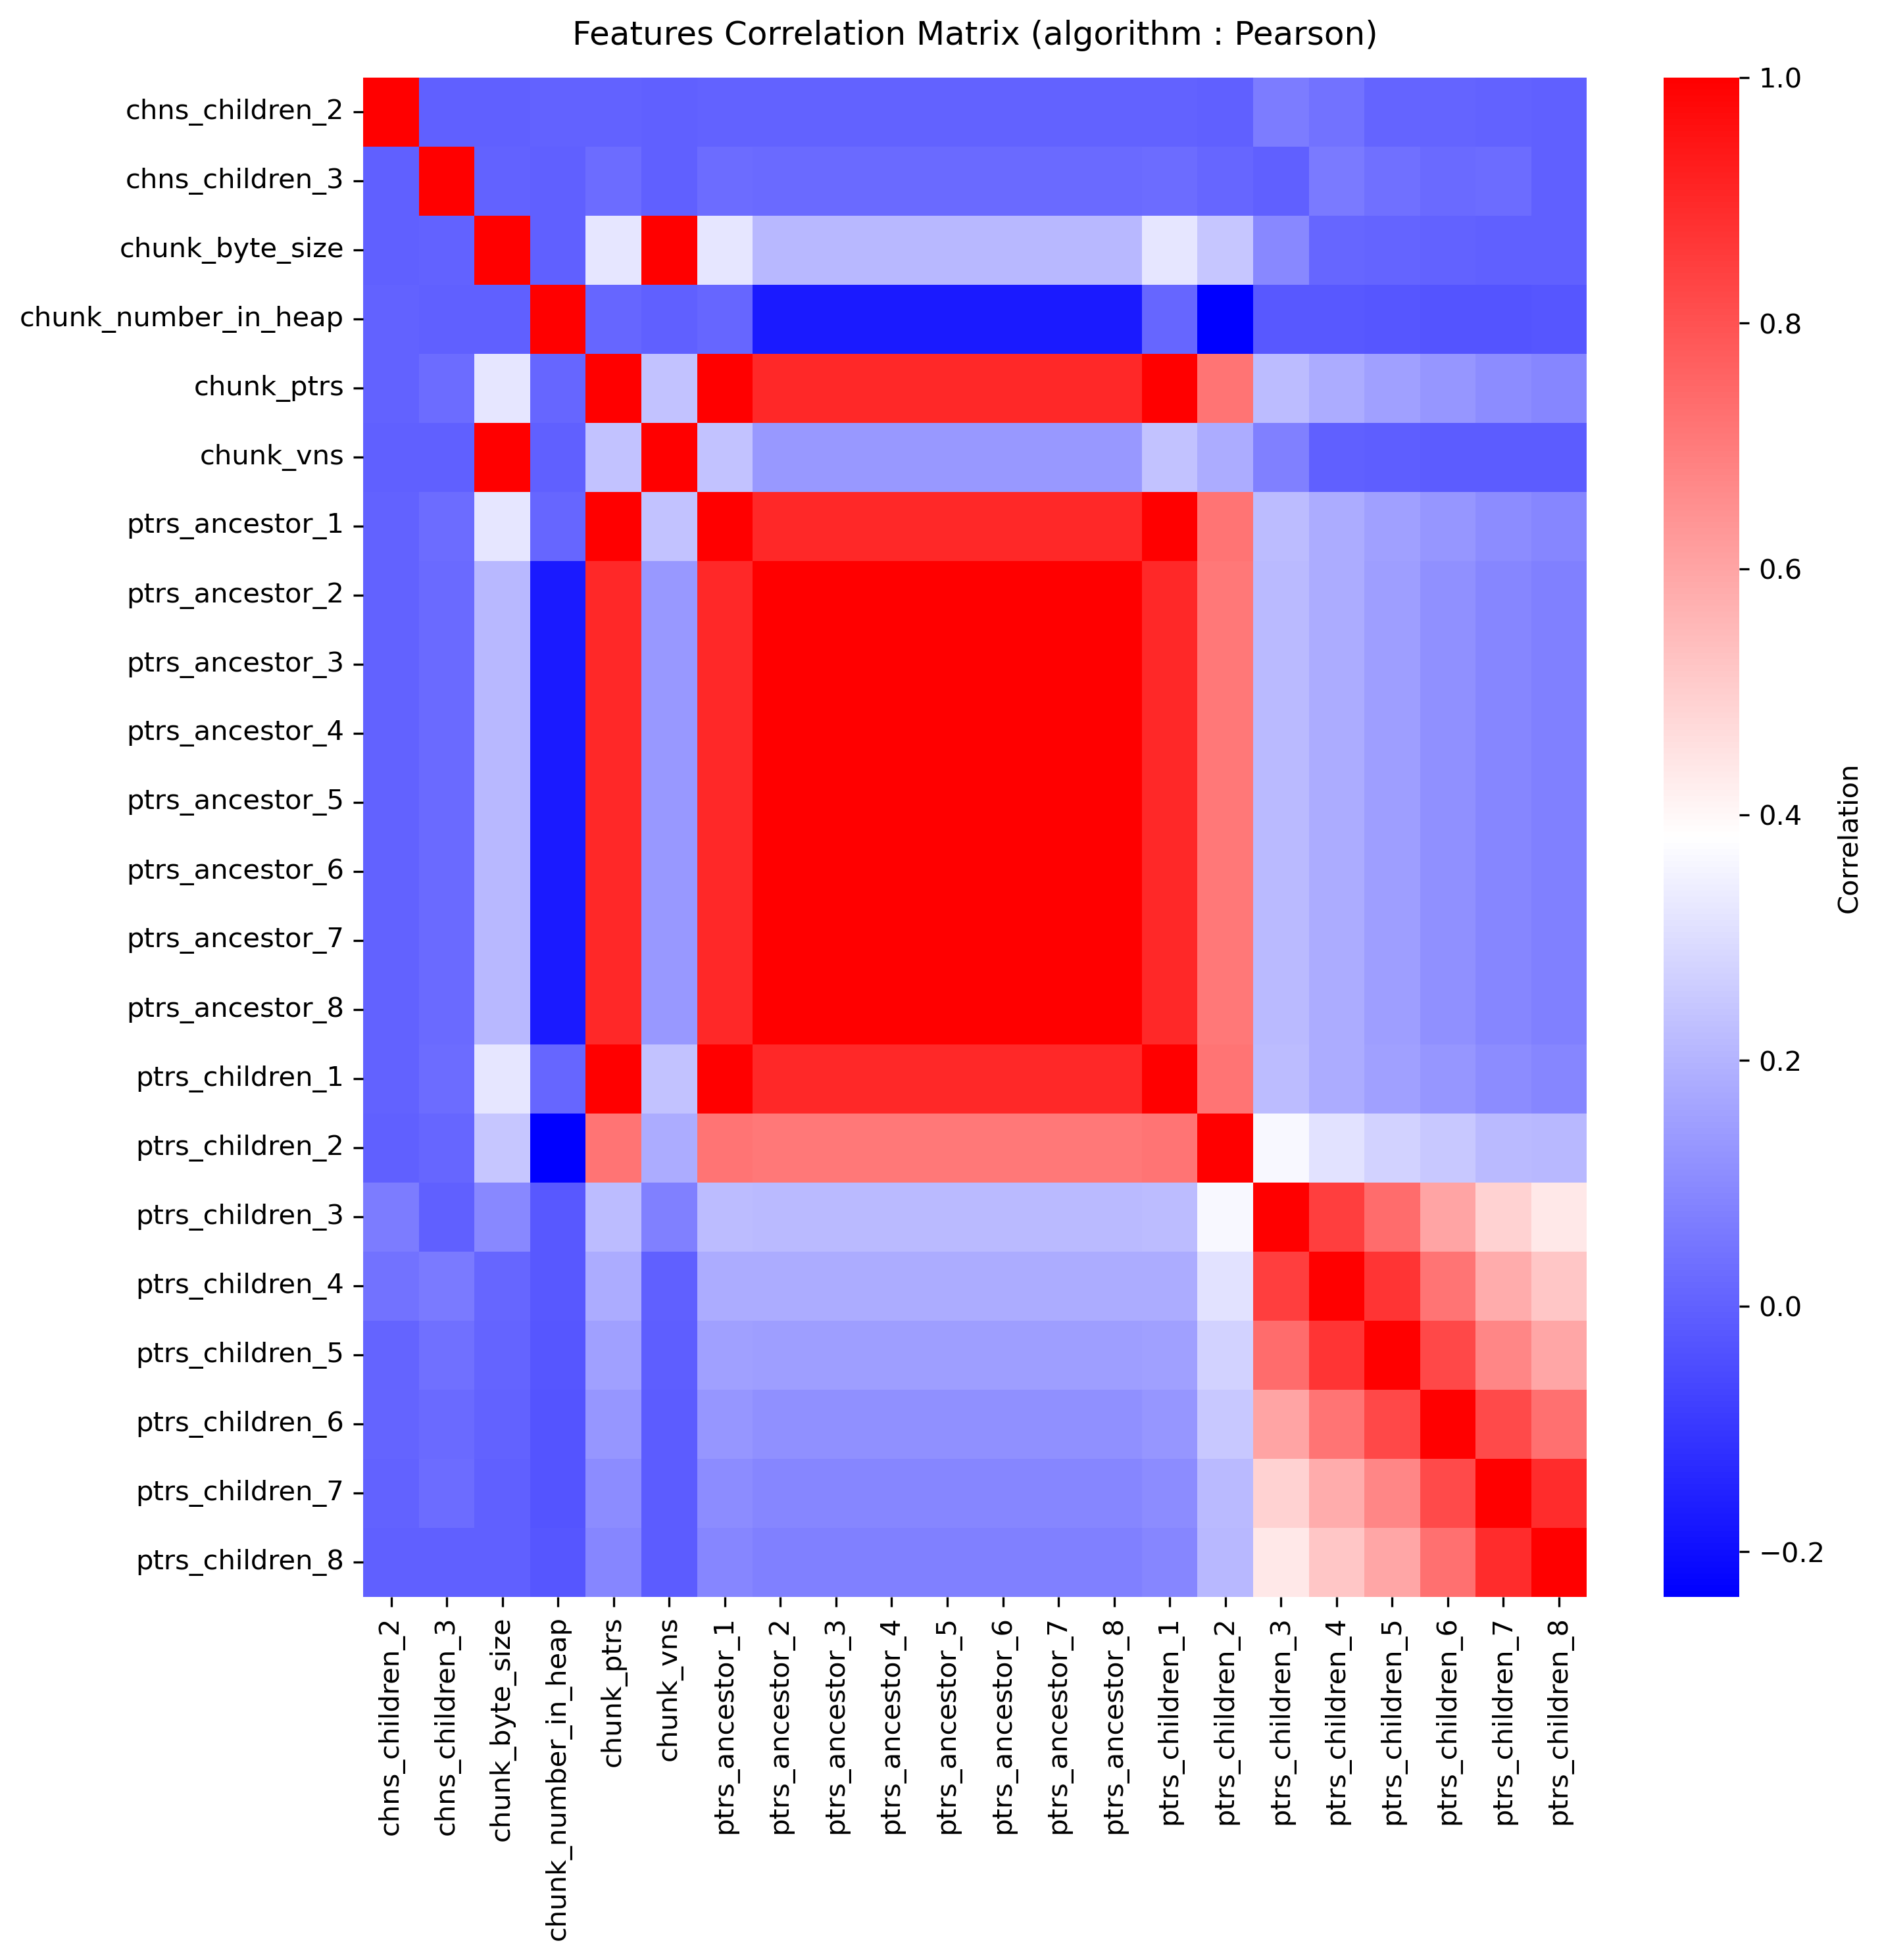 Features Correlation Matrix (algorithm : Pearson)
chns_children_2
chns_children_3
chunk_byte_size
chunk_number_in_heap
chunk_ptrs
chunk_vns
ptrs_ancestor_1
ptrs_ancestor_2
ptrs_ancestor_3
ptrs_ancestor_4
ptrs_ancestor_5
ptrs_ancestor_6
ptrs_ancestor_7
ptrs_ancestor_8
ptrs_children_1
ptrs_children_2
ptrs_children_3
ptrs_children_4
ptrs_children_5
ptrs_children_6
ptrs_children_7
ptrs_children_8
chns_children_2
chns_children_3
chunk_byte_size
chunk_number_in_heap
chunk_ptrs
chunk_vns
ptrs_ancestor_1
ptrs_ancestor_2
ptrs_ancestor_3
ptrs_ancestor_4
ptrs_ancestor_5
ptrs_ancestor_6
ptrs_ancestor_7
ptrs_ancestor_8
ptrs_children_1
ptrs_children_2
ptrs_children_3
ptrs_children_4
ptrs_children_5
ptrs_children_6
ptrs_children_7
ptrs_children_8
1.0
0.8
0.6
0.4
0.2
0.0
−0.2
Correlation